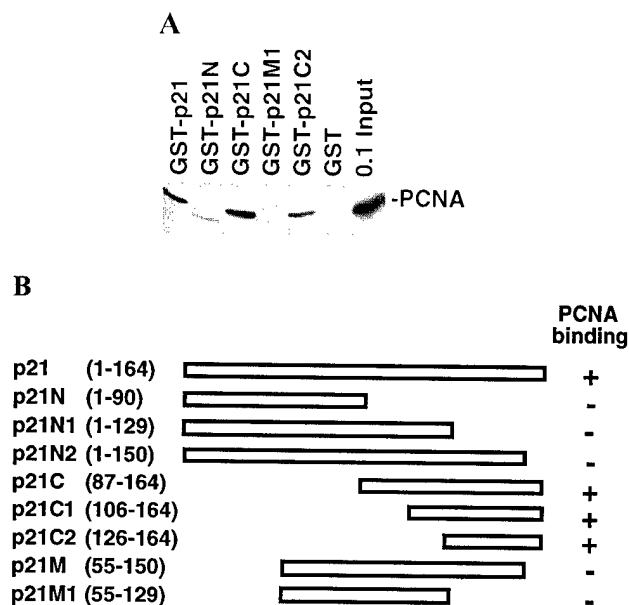 A
GST-p21
GST-p21N
GST-p21C
GST-p21M1
GST-p21C2
GST
0.1 Input
-PCNA
B
PCNA
binding
p21 (1-164) +
p21N (1-90) -
p21N1 (1-129) -
p21N2 (1-150) -
p21C (87-164) +
p21C1 (106-164) +
p21C2 (126-164) +
p21M (55-150) -
p21M1 (55-129) -